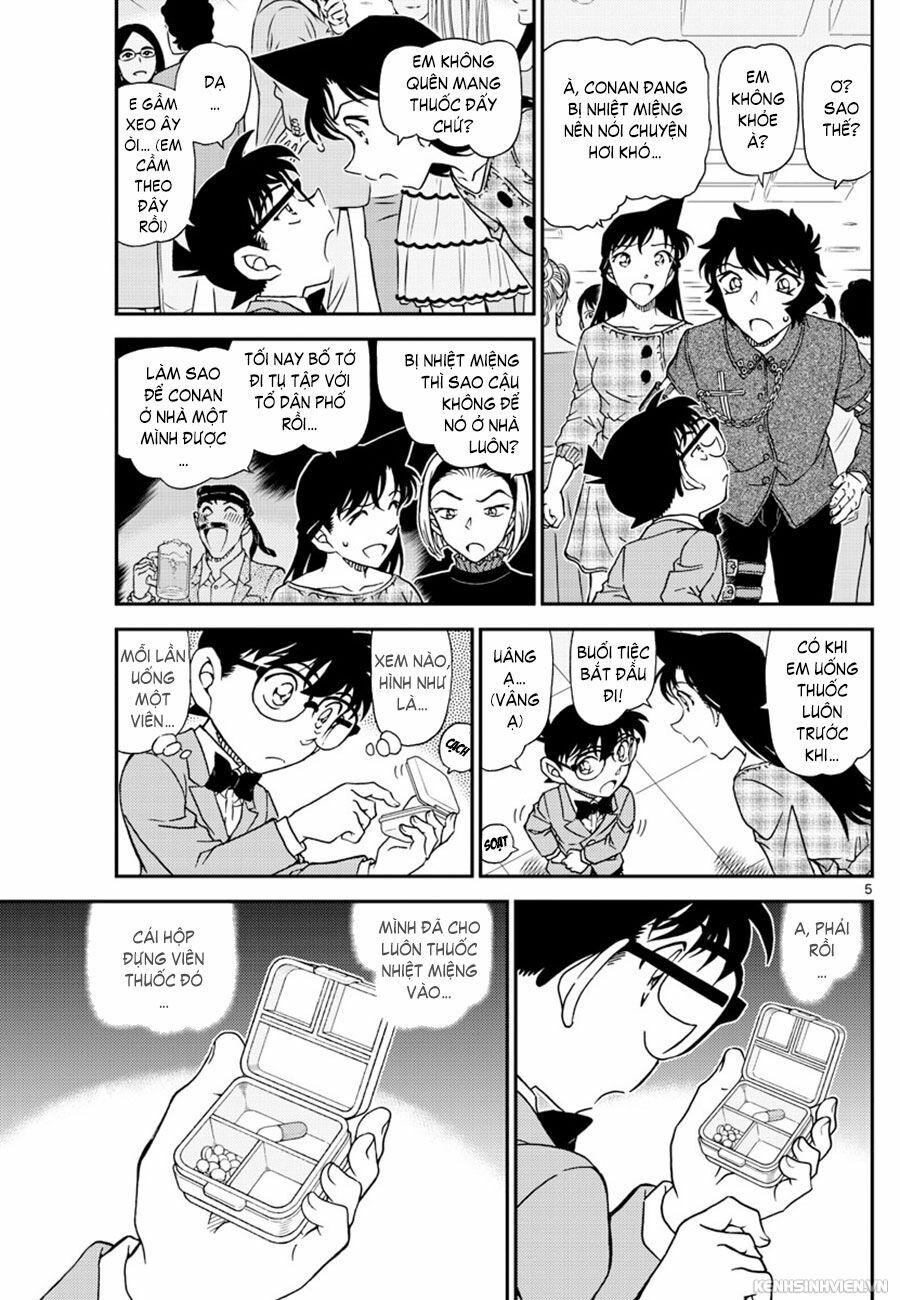 Ơ?
SAO
THẾ?
EM
KHÔNG
KHỎE
À?
À, CONAN ĐANG
BỊ NHIỆT MIỆNG
NÊN NÓI CHUYỆN
HƠI KHÓ...
EM KHÔNG
QUÊN MANG
THUỐC ĐẤY
CHỨ?
DẠ
...
E GẦM
XEO ÂY
ÒI... (EM
CẦM
THEO
ĐÂY
RỒI)
BỊ NHIỆT MIỆNG
THÌ SAO CẬU
KHÔNG ĐỂ
NÓ Ở NHÀ
LUÔN?
TỐI NAY BỐ TỚ
ĐI TỤ TẬP VỚI
TỔ DÂN PHỐ
RỒI...
LÀM SAO
ĐỂ CONAN
Ở NHÀ MỘT
MÌNH ĐƯỢC
...
CÓ KHI
EM UỐNG
THUỐC
LUÔN
TRƯỚC
KHI...
BUỔI TIỆC
BẮT ĐẦU
ĐI!
UÂNG
Ạ...
(VÂNG
Ạ)
SOẠT
XEM NÀO,
HÌNH NHƯ
LÀ...
CẠCH
MỖI LẦN
UỐNG
MỘT
VIÊN...
5
A, PHẢI
RỒI
...
MÌNH ĐÃ CHO
LUÔN THUỐC
NHIỆT MIỆNG
VÀO...
CÁI HỘP
ĐỰNG VIÊN
THUỐC ĐÓ
...
KENHSINHVIEN.VN